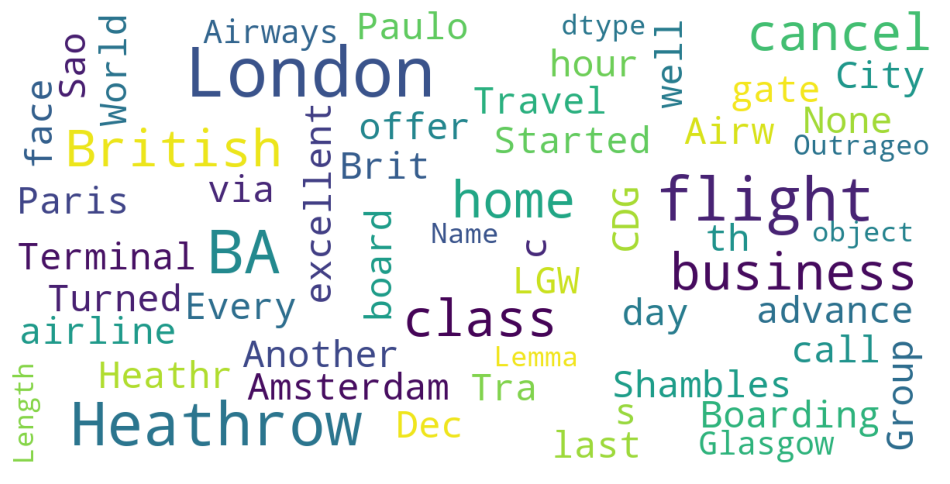 Airways
Paulo
dtype
cancel
Sao
World
London
hour
well
City
face
Travel
gate
British
offer
Started
Airw
None
Outrageo
Brit
excellent
Paris
via
home
CDG
flight
Terminal
BA
board
Name
c
th
object
LGW
business
Turned
Every
class
day
advance
airline
Another
Lemma
call
Group
Length
Heathr
Amsterdam
Tra
Shambles
Heathrow
Dec
s
Boarding
last
Glasgow